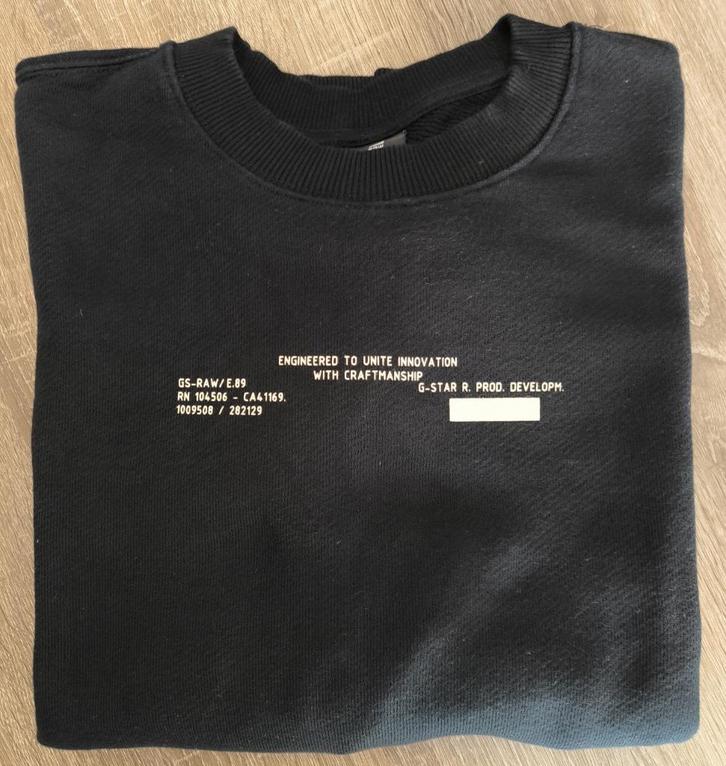 ENGINEERED TO UNITE INNOVATION
WITH CRAFTMANSHIP
GS-RAW/E.89
RN 104506 - CA41169.
1009508 / 282129
G-STAR R. PROD. DEVELOPM.